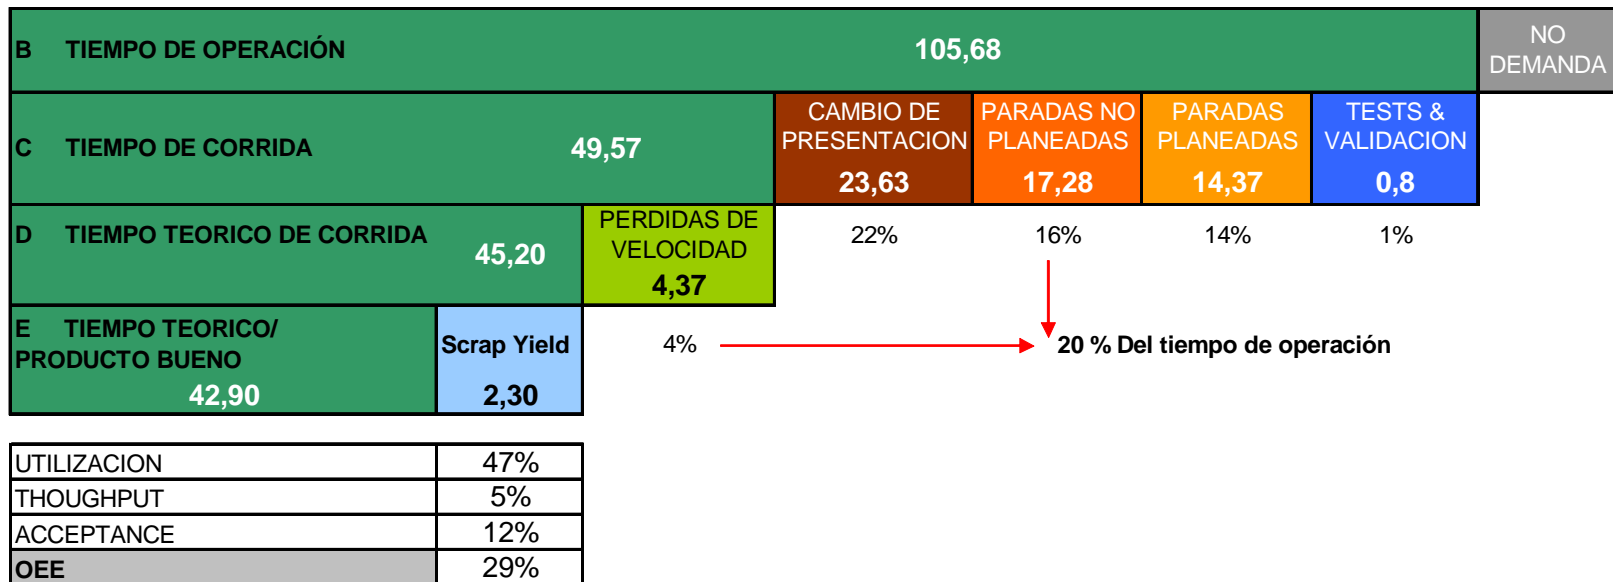 B TIEMPO DE OPERACIÓN 105,68 NO
DEMANDA
C TIEMPO DE CORRIDA 49,57
CAMBIO DE
PRESENTACION
23,63
PARADAS NO
PLANEADAS
17,28
PARADAS
PLANEADAS
14,37
TESTS &
VALIDACION
0,8
D TIEMPO TEORICO DE CORRIDA 45,20
PERDIDAS DE
VELOCIDAD
4,37
22% 16% 14% 1%
E TIEMPO TEORICO/
PRODUCTO BUENO
42,90
Scrap Yield
2,30
4% 20 % Del tiempo de operación
UTILIZACION 47%
THOUGHPUT 5%
ACCEPTANCE 12%
OEE 29%